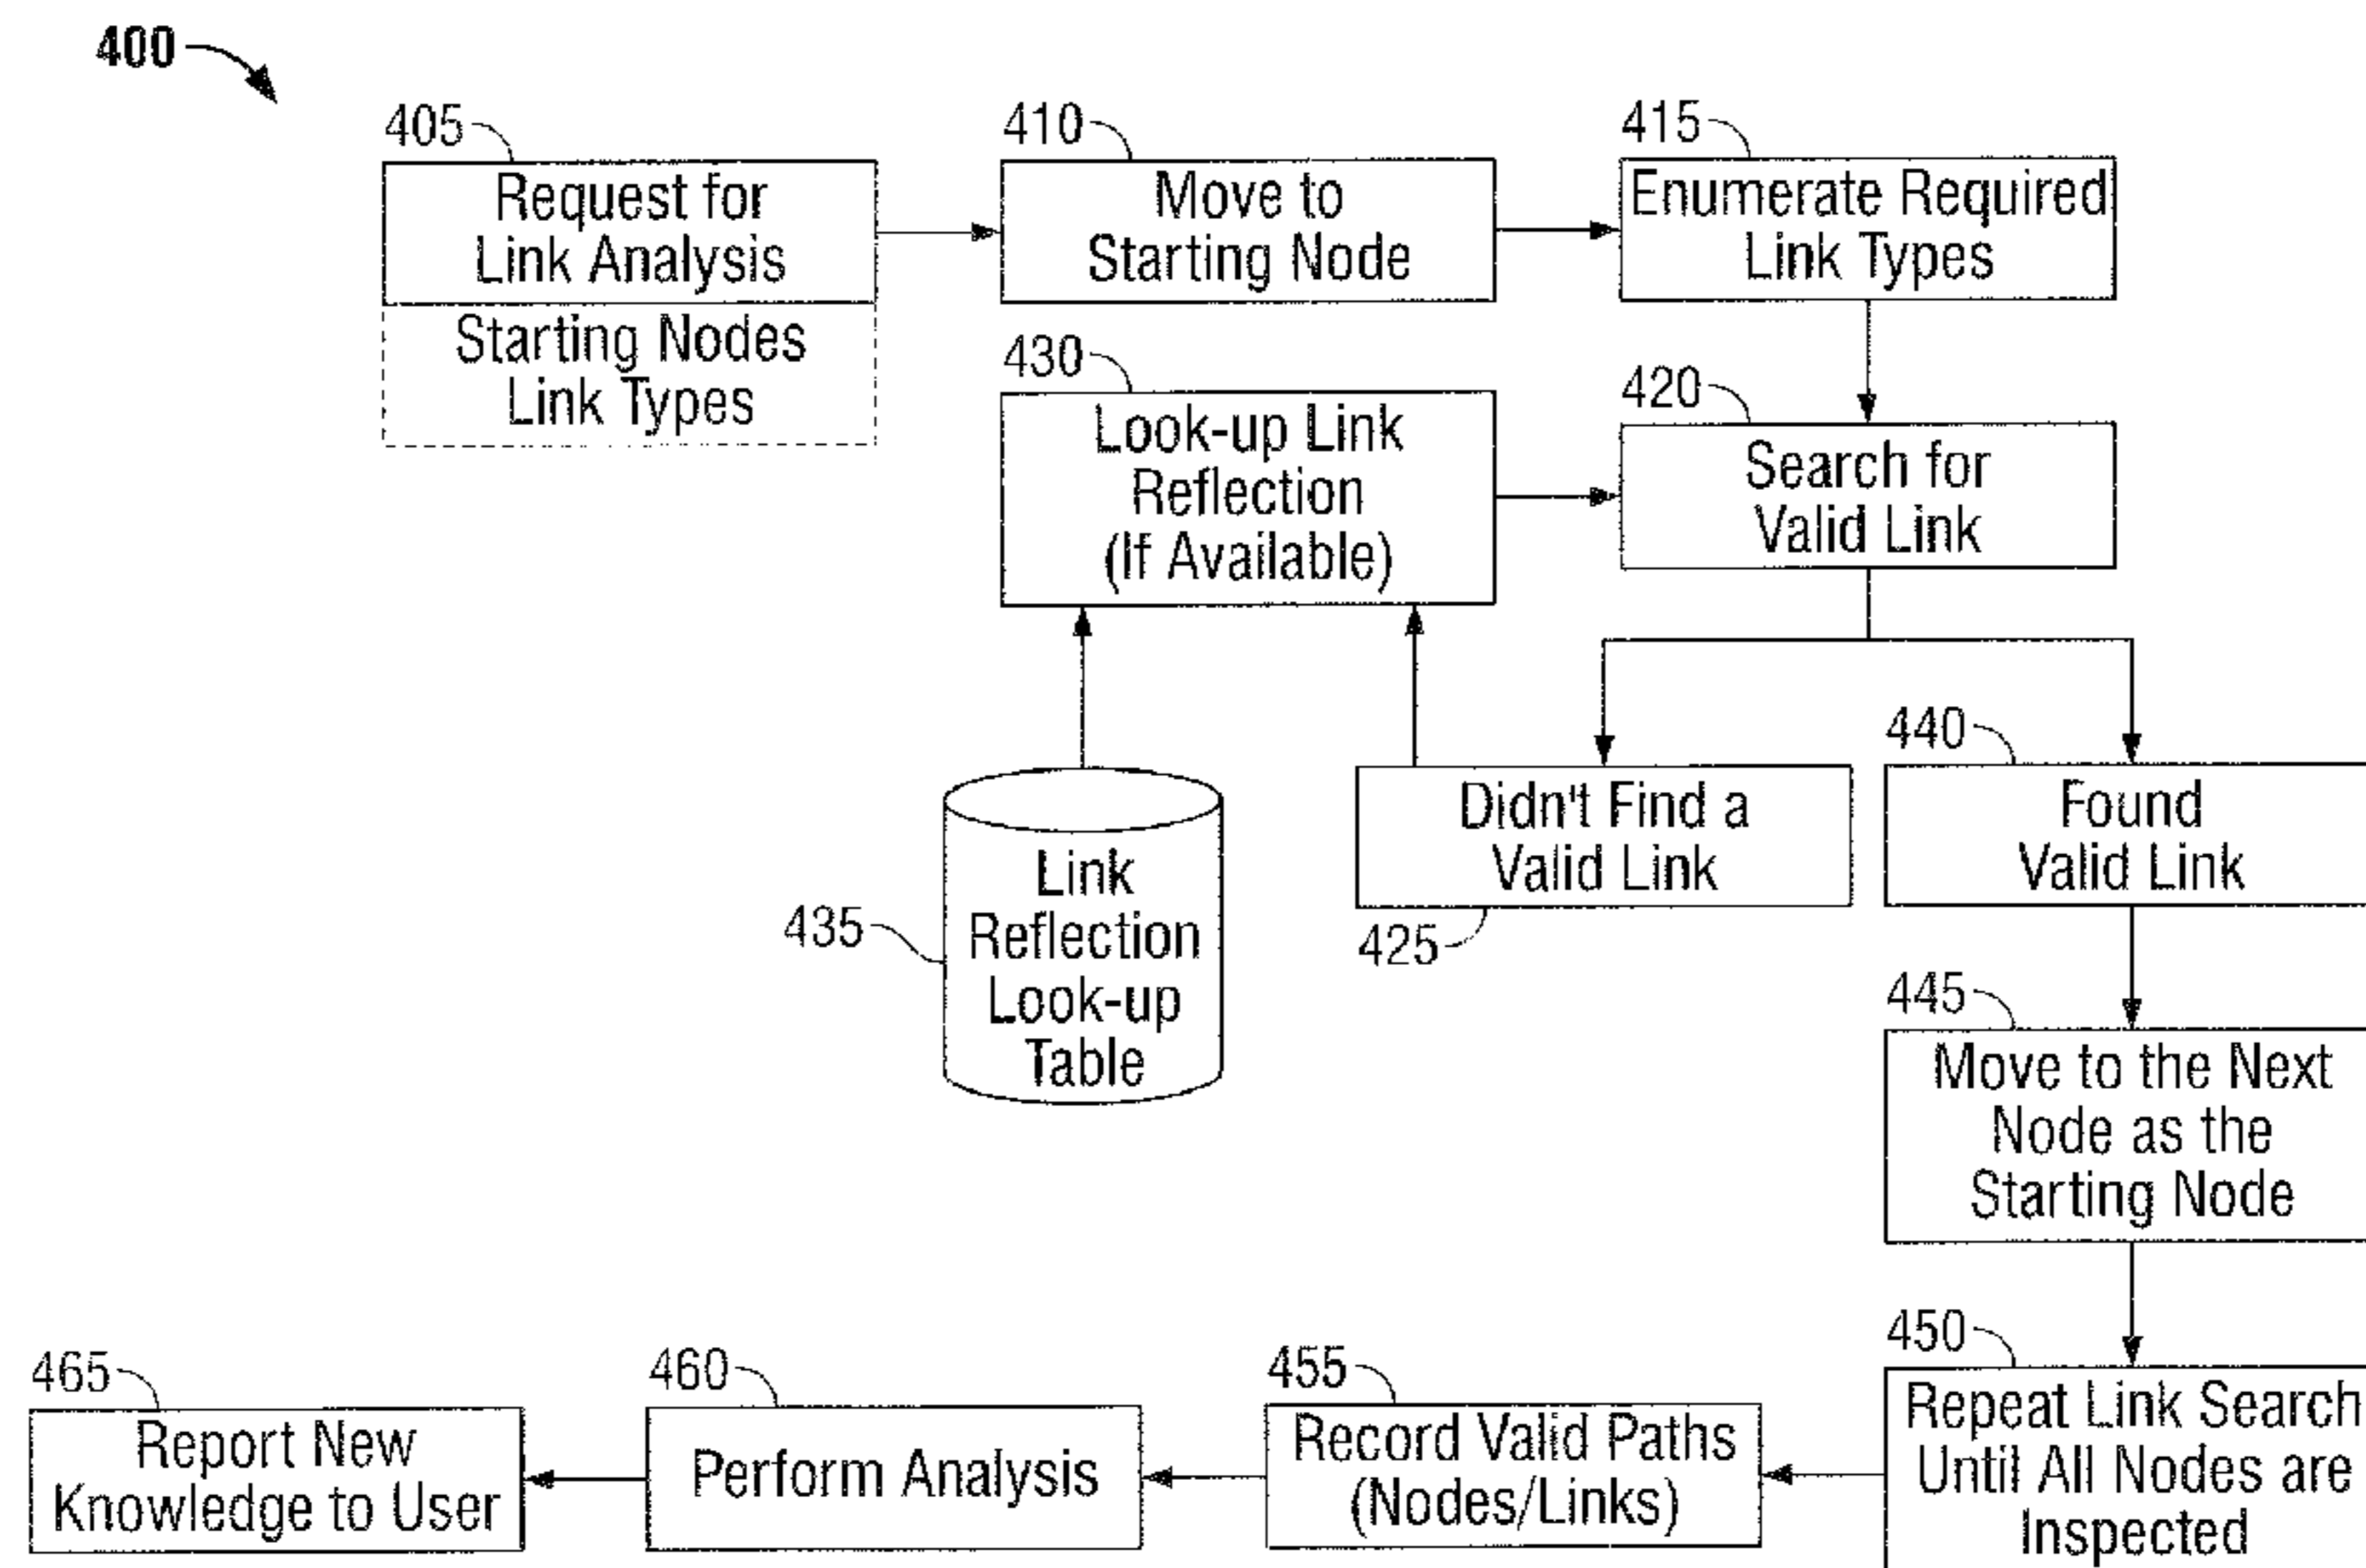 400
405
Request for
Link Analysis
Starting Nodes
Link Types
410
Move to
Starting Node
415
Enumerate Required
Link Types
430
Look-up Link
Reflection
(If Available)
420
Search for
Valid Link
435
Link
Reflection
Look-up
Table
Didn't Find a
Valid Link
425
440
Found
Valid Link
445
Move to the Next
Node as the
Starting Node
450
Repeat Link Search
Until All Nodes are
Inspected
455
Record Valid Paths
(Nodes/Links)
460
Perform Analysis
465
Report New
Knowledge to User